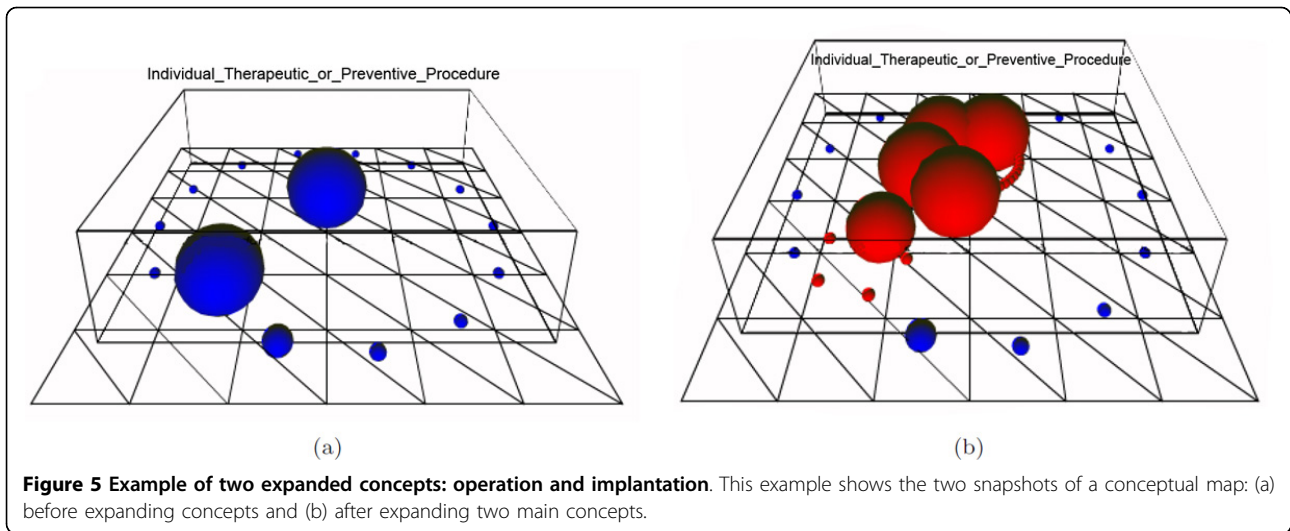 Individual_Therapeutic_or_Preventive_Procedure
Individual_Therapeutic_or_Preventive_Procedure
(a)
(b)
Figure 5 Example of two expanded concepts: operation and implantation. This example shows the two snapshots of a conceptual map: (a)
before expanding concepts and (b) after expanding two main concepts.